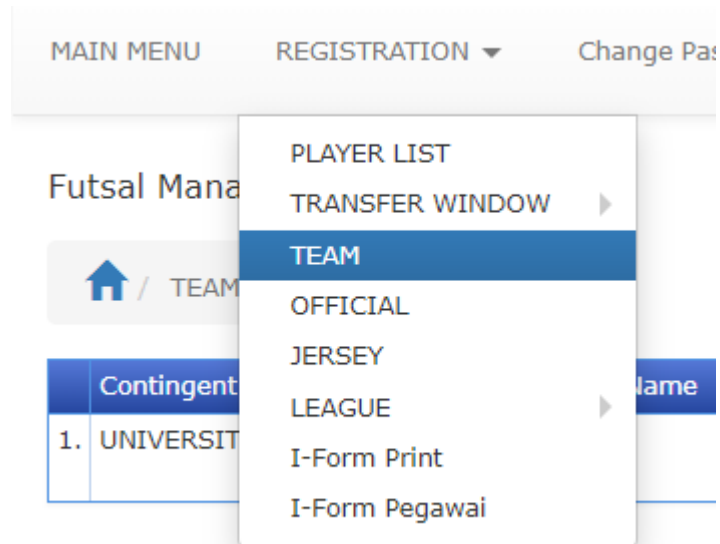 MAIN MENU REGISTRATION Change Pas
PLAYER LIST
Futsal Mana
TRANSFER WINDOW
TEAM
/ TEAM
OFFICIAL
JERSEY
Contingent Name
LEAGUE
1. UNIVERSIT
I-Form Print
I-Form Pegawai